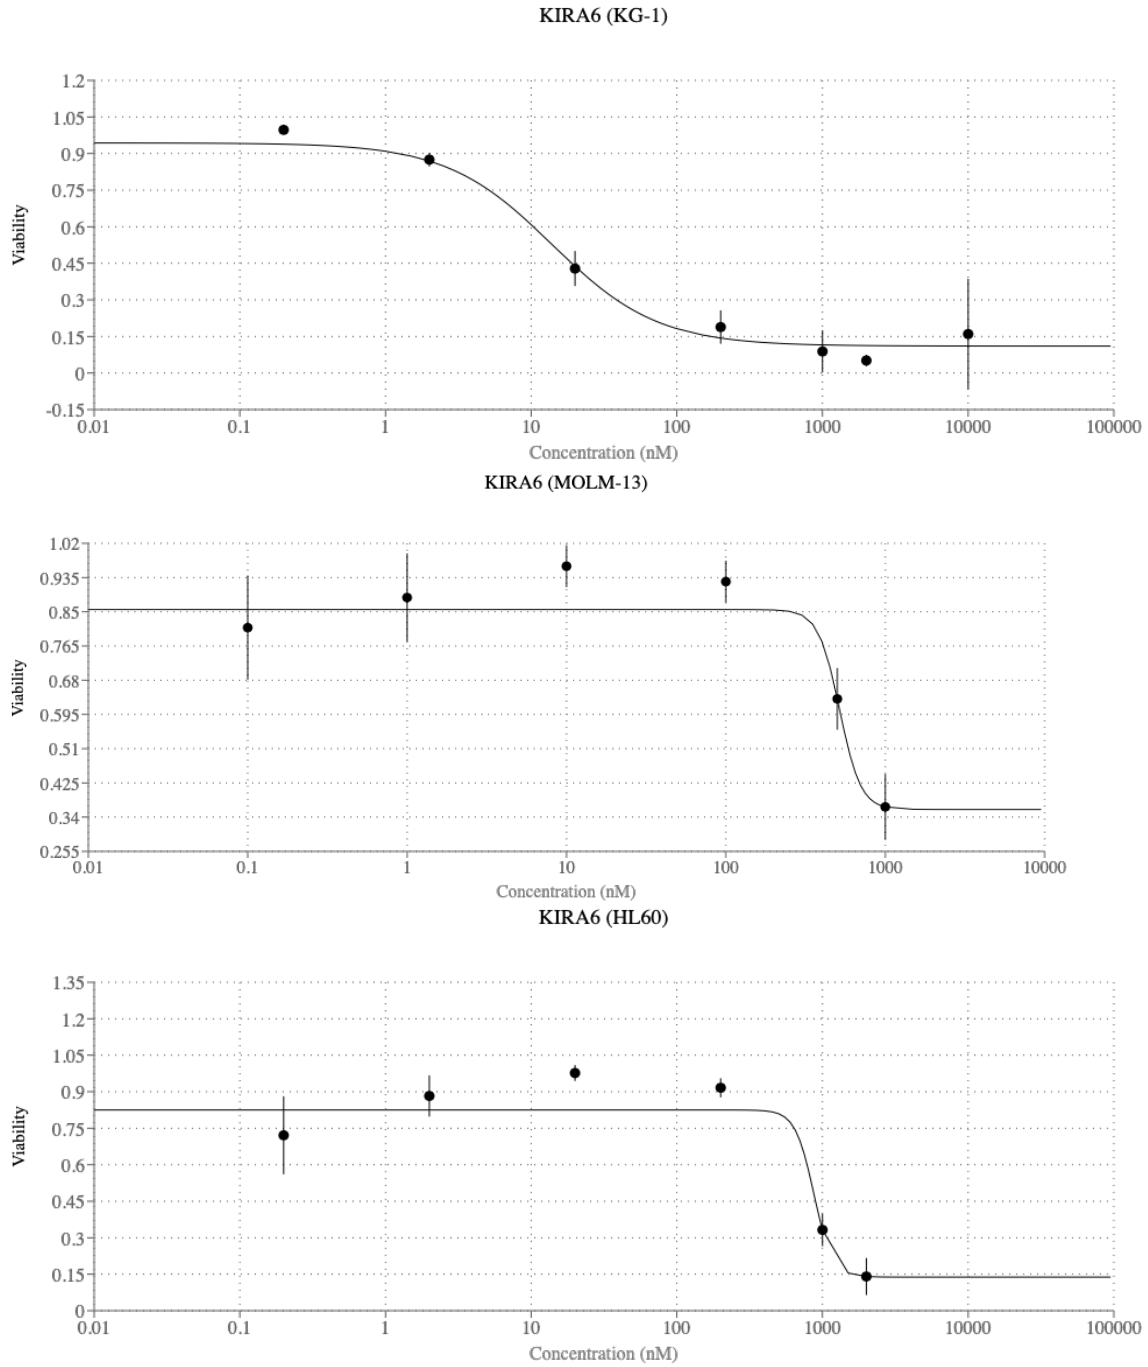 KIRA6 (KG-1)
1.2
1.05
0.9
0.75
0.6
0.45
0.3
0.15
0
-0.15
Viability
0.01 0.1 1 10 100 1000 10000 100000
Concentration (nM)
KIRA6 (MOLM-13)
1.02
0.935
0.85
0.765
0.68
0.595
0.51
0.425
0.34
0.255
Viability
0.01 0.1 1 10 100 1000 10000
Concentration (nM)
KIRA6 (HL60)
1.35
1.2
1.05
0.9
0.75
0.6
0.45
0.3
0.15
0
Viability
0.01 0.1 1 10 100 1000 10000 100000
Concentration (nM)